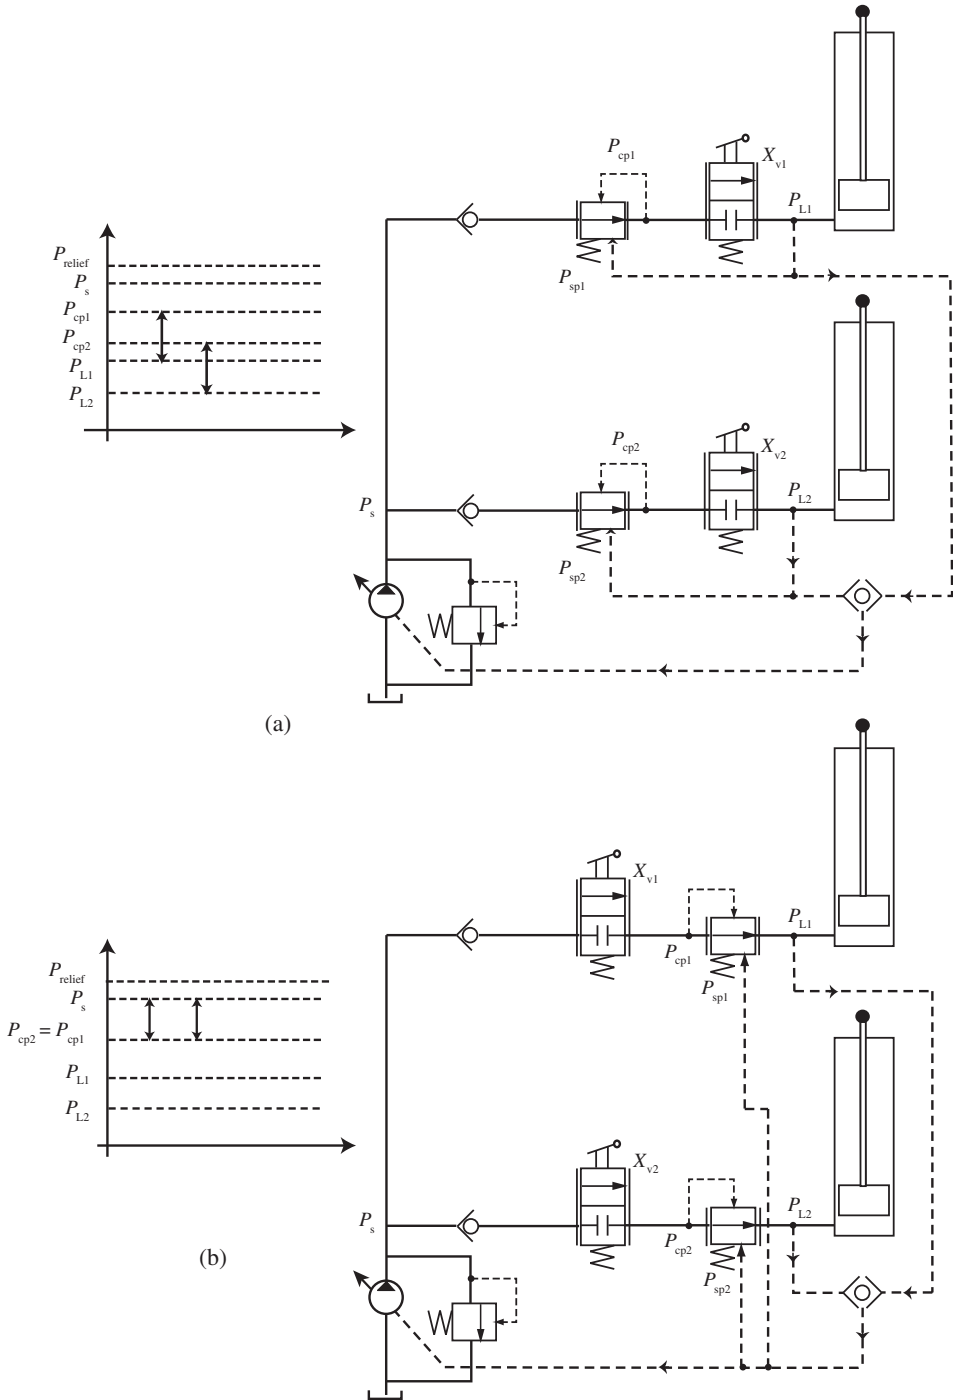 P_cp1
X_v1
P_L1
P_sp1
P_relief
P_s
P_cp1
P_cp2
P_L1
P_L2
P_cp2
X_v2
P_L2
P_s
P_sp2
(a)
X_v1
P_L1
P_cp1
P_sp1
P_relief
P_s
P_cp2 = P_cp1
P_L1
P_L2
X_v2
P_L2
P_s
P_cp2
P_sp2
(b)